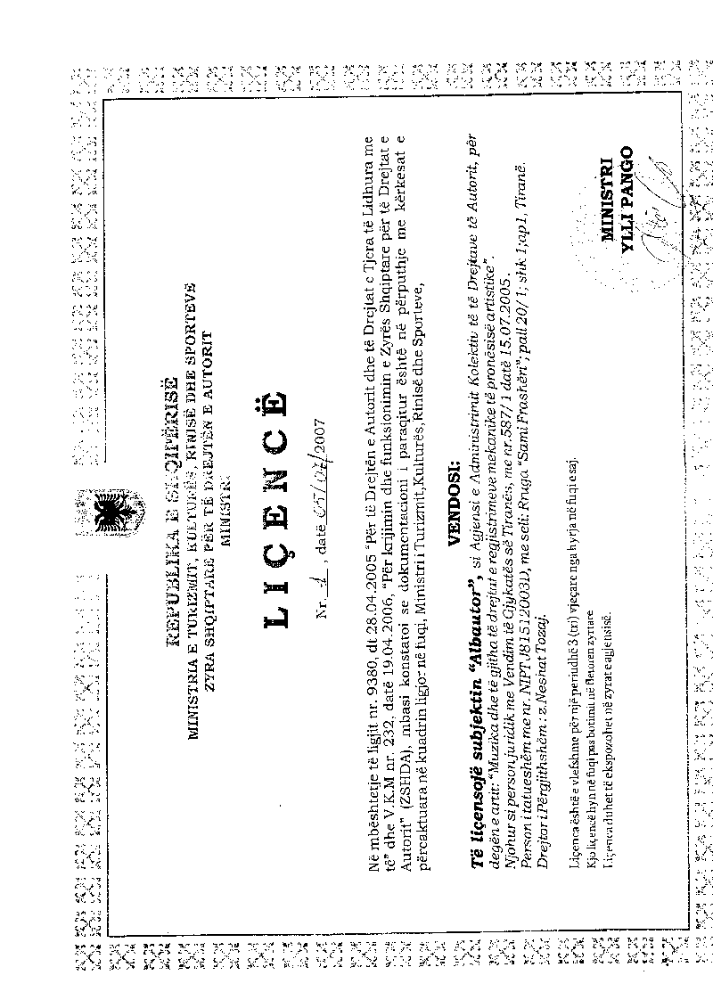 REPUBLIKA E SHQIPËRISË
MINISTRIA E TURIZMIT, KULTURËS, RINISË DHE SPORTEVE
ZYRA SHQIPTARE PËR TË DREJTËN E AUTORIT
MINISTRI
LIÇENCË
Nr. 1, datë 05/07/2007
Në mbështetje të ligjit nr. 9380, dt 28.04.2005 “Për të Drejtën e Autorit dhe të Drejtat e Tjera të Lidhura me
të” dhe V.K.M nr. 232, datë 19.04.2006, “Për krijimin dhe funksionimin e Zyrës Shqiptare për të Drejtat e
Autorit” (ZSHDA), mbasi konstatoi se dokumentacioni i paraqitur është në përputhje me kërkesat e
përcaktuara në kuadrin ligjor në fuqi, Ministri i Turizmit, Kulturës, Rinisë dhe Sporteve,
VENDOSI:
Të liçensojë subjektin “Albautor”, si Agjensi e Administrimit Kolektiv të të Drejtave të Autorit, për
degën e artit: “Muzika dhe të gjitha të drejtat e regjistrimeve mekanike të pronësisë artistike”.
Njohur si person juridik me Vendim të Gjykatës së Tiranës, me nr.587/1 datë 15.07.2005.
Person i tatueshëm me nr. NIPT J81512003D, me seli: Rruga “Sami Frashëri”; pall 20/1; shk 1;ap1, Tiranë.
Drejtor i Përgjithshëm : z.Neshat Tozaj.
Liçenca është e vlefshme për një periudhë 3 (tri) vjeçare nga hyrja në fuqi e saj.
Kjo liçencë hyn në fuqi pas botimit në fletoren zyrtare
Liçenca duhet të ekspozohet në zyrat e agjensisë.
MINISTRI
YLLI PANGO